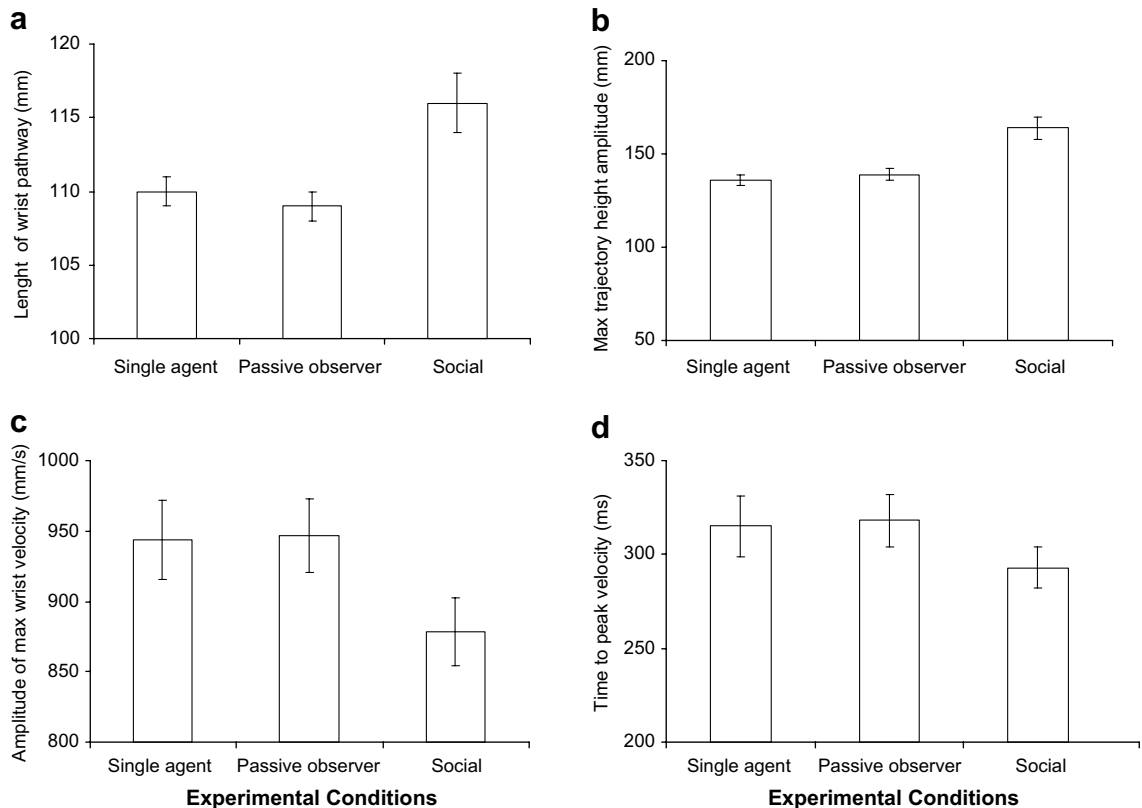 a
Lenght of wrist pathway (mm)
120
115
110
105
100
Single agent Passive observer Social
b
Max trajectory height amplitude (mm)
200
150
100
50
Single agent Passive observer Social
c
Amplitude of max wrist velocity (mm/s)
1000
950
900
850
800
Single agent Passive observer Social
Experimental Conditions
d
Time to peak velocity (ms)
350
300
250
200
Single agent Passive observer Social
Experimental Conditions